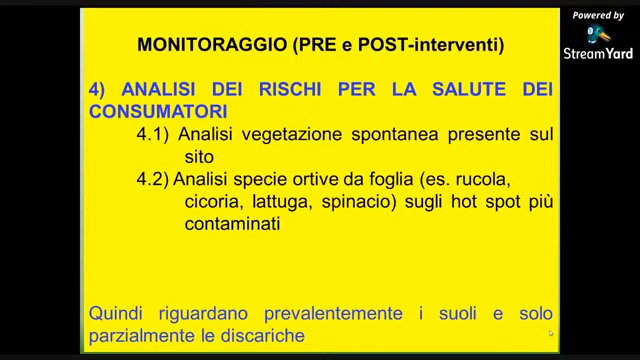 Powered by
StreamYard
MONITORAGGIO (PRE e POST-interventi)
4) ANALISI DEI RISCHI PER LA SALUTE DEI
CONSUMATORI
4.1) Analisi vegetazione spontanea presente sul
sito
4.2) Analisi specie ortive da foglia (es. rucola,
cicoria, lattuga, spinacio) sugli hot spot più
contaminati
Quindi riguardano prevalentemente i suoli e solo
parzialmente le discariche